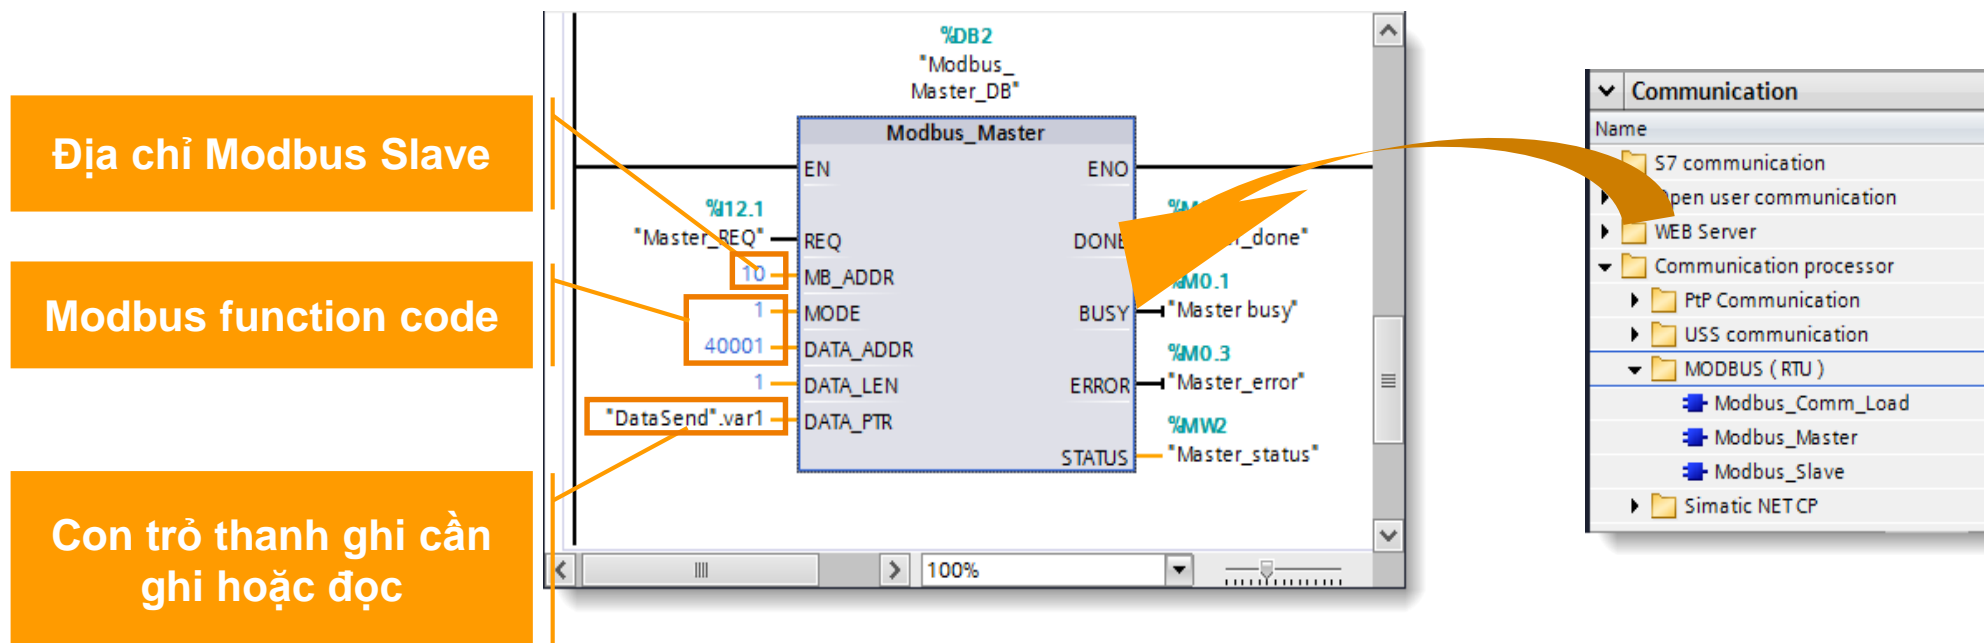 Địa chỉ Modbus Slave
Modbus function code
Con trỏ thanh ghi cần
ghi hoặc đọc
%DB2
"Modbus_
Master_DB"
Modbus_Master
EN
ENO
%I12.1
"Master_REQ"
REQ
DONE
_done"
10
MB_ADDR
%M0.1
1
MODE
BUSY
"Master busy"
40001
DATA_ADDR
%M0.3
1
DATA_LEN
ERROR
"Master_error"
"DataSend".var1
DATA_PTR
%MW2
STATUS
"Master_status"
100%
Communication
Name
S7 communication
Open user communication
WEB Server
Communication processor
PtP Communication
USS communication
MODBUS (RTU)
Modbus_Comm_Load
Modbus_Master
Modbus_Slave
Simatic NET CP